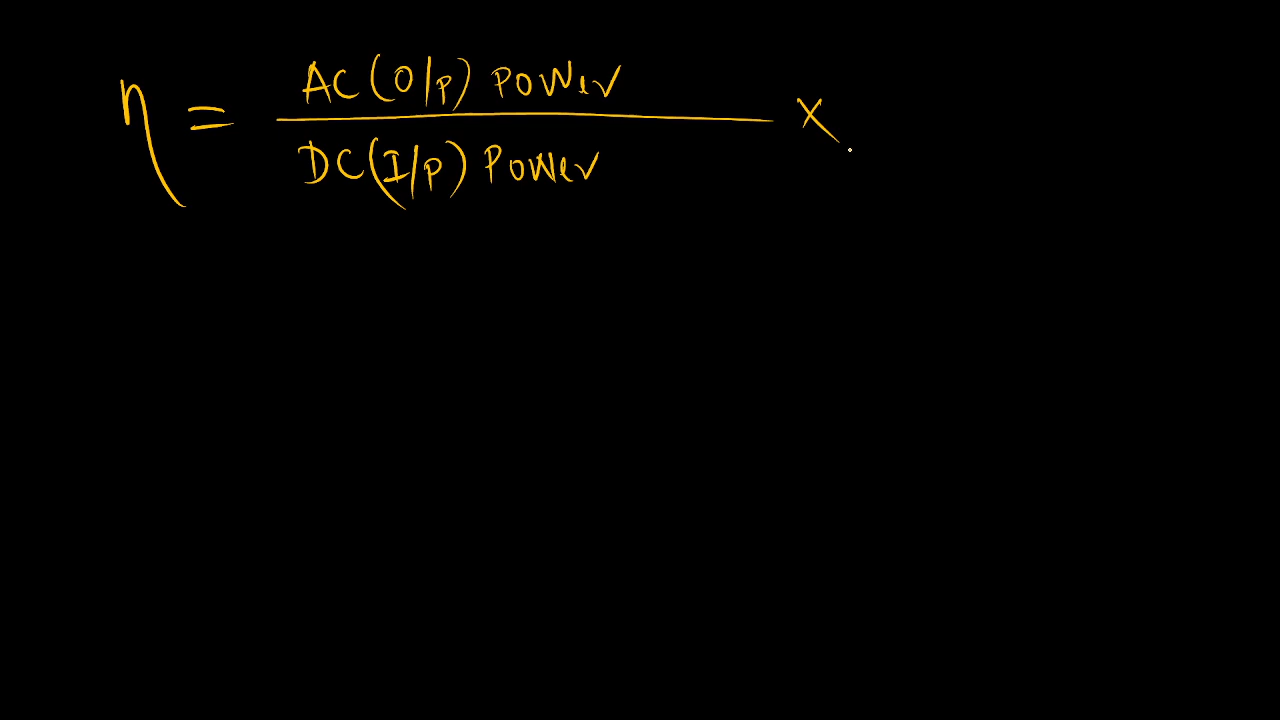 η = AC(O/P) Power / DC(I/P) Power ×